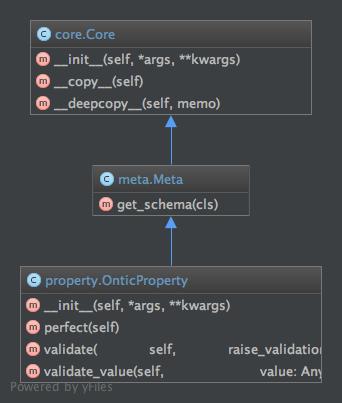 C core.Core
m __init__(self, *args, **kwargs)
m __copy__(self)
m __deepcopy__(self, memo)
C meta.Meta
m get_schema(cls)
C property.OnticProperty
m __init__(self, *args, **kwargs)
m perfect(self)
m validate( self, raise_validation
m validate_value(self, value: Any
Powered by yFiles